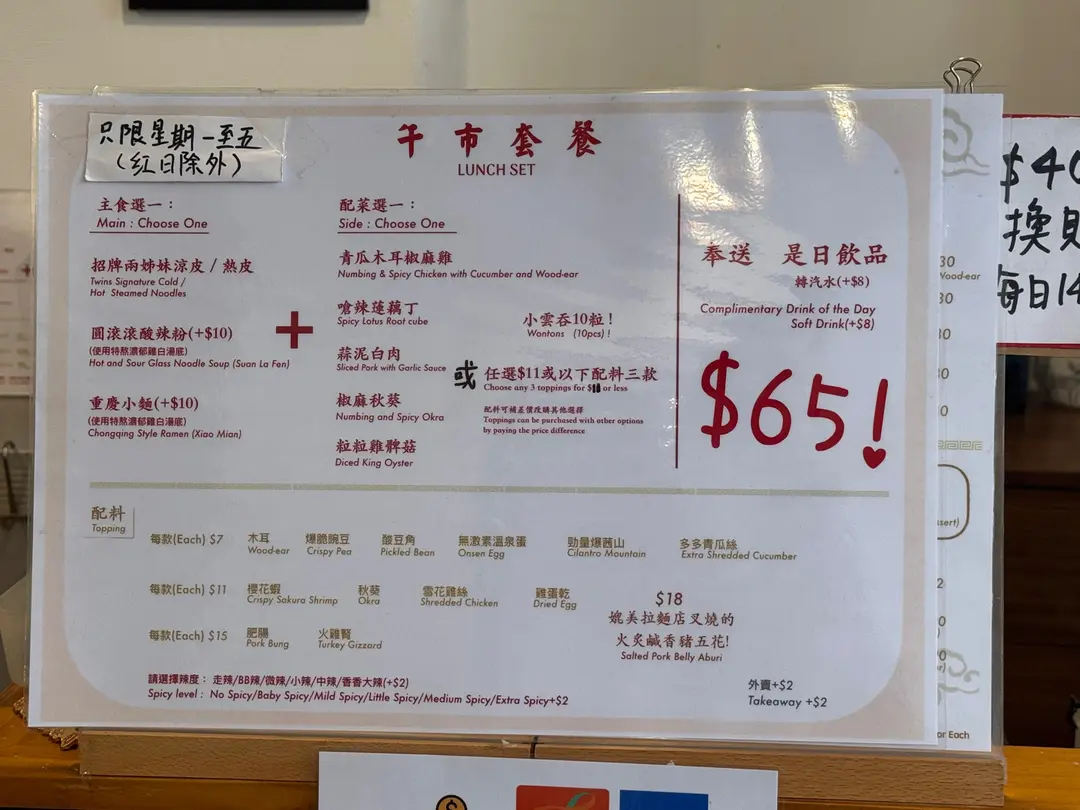 只限星期一至五
(红日除外)
午市套餐
LUNCH SET
主食選一：
Main : Choose One
招牌兩姊妹涼皮 / 熱皮
Twins Signature Cold /
Hot Steamed Noodles
圓滾滾酸辣粉(+$10)
(使用特熬濃郁雞白湯底)
Hot and Sour Glass Noodle Soup (Suan La Fen)
重慶小麵(+$10)
(使用特熬濃郁雞白湯底)
Chongqing Style Ramen (Xiao Mian)
+
配菜選一：
Side : Choose One
青瓜木耳椒麻雞
Numbing & Spicy Chicken with Cucumber and Wood-ear
嗆辣蓮藕丁
Spicy Lotus Root cube
蒜泥白肉
Sliced Pork with Garlic Sauce
椒麻秋葵
Numbing and Spicy Okra
粒粒雞髀菇
Diced King Oyster
小雲吞10粒！
Wontons (10pcs) !
或
任選$11或以下配料三款
Choose any 3 toppings for $11 or less
配料可補差價改購其他選擇
Toppings can be purchased with other options
by paying the price difference
奉送 是日飲品
轉汽水(+$8)
Complimentary Drink of the Day
Soft Drink(+$8)
$65!
配料
Topping
每款(Each) $7
木耳
Wood-ear
爆脆豌豆
Crispy Pea
酸豆角
Pickled Bean
無激素溫泉蛋
Onsen Egg
勁量爆茜山
Cilantro Mountain
多多青瓜絲
Extra Shredded Cucumber
每款(Each) $11
櫻花蝦
Crispy Sakura Shrimp
秋葵
Okra
雪花雞絲
Shredded Chicken
雞蛋乾
Dried Egg
每款(Each) $15
肥腸
Pork Bung
火雞腎
Turkey Gizzard
$18
媲美拉麵店叉燒的
火炙鹹香豬五花!
Salted Pork Belly Aburi
請選擇辣度： 走辣/BB辣/微辣/小辣/中辣/香香大辣(+$2)
Spicy level : No Spicy/Baby Spicy/Mild Spicy/Little Spicy/Medium Spicy/Extra Spicy+$2
外賣+$2
Takeaway +$2
30
Wood-ear
30
or Each
$40
換
每日14